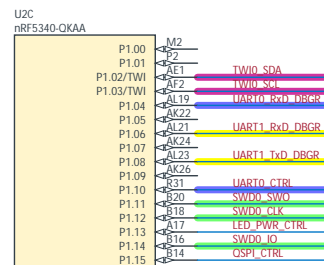 U2C
nRF5340-QKAA
P1.00 M2
P1.01 P2
P1.02/TWI AE1 TWI0_SDA
P1.03/TWI AF2 TWI0_SCL
P1.04 AL19 UART0_RxD_DBGR
P1.05 AK22
P1.06 AL21 UART1_RxD_DBGR
P1.07 AK24
P1.08 AL23 UART1_TxD_DBGR
P1.09 AK26
P1.10 R31 UART0_CTRL
P1.11 B20 SWD0_SWO
P1.12 B18 SWD0_CLK
P1.13 A17 LED_PWR_CTRL
P1.14 B16 SWD0_IO
P1.15 B14 QSPI_CTRL